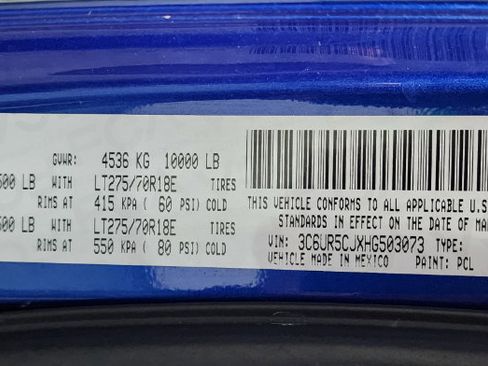 GVWR: 4536 KG 10000 LB
500 LB WITH LT275/70R18E TIRES
RIMS AT 415 KPA ( 60 PSI) COLD
500 LB WITH LT275/70R18E TIRES
RIMS AT 550 KPA ( 80 PSI) COLD
THIS VEHICLE CONFORMS TO ALL APPLICABLE U.S.
STANDARDS IN EFFECT ON THE DATE OF MA
VIN: 3C6UR5CJXHG503073 TYPE:
VEHICLE MADE IN MEXICO PAINT: PCL